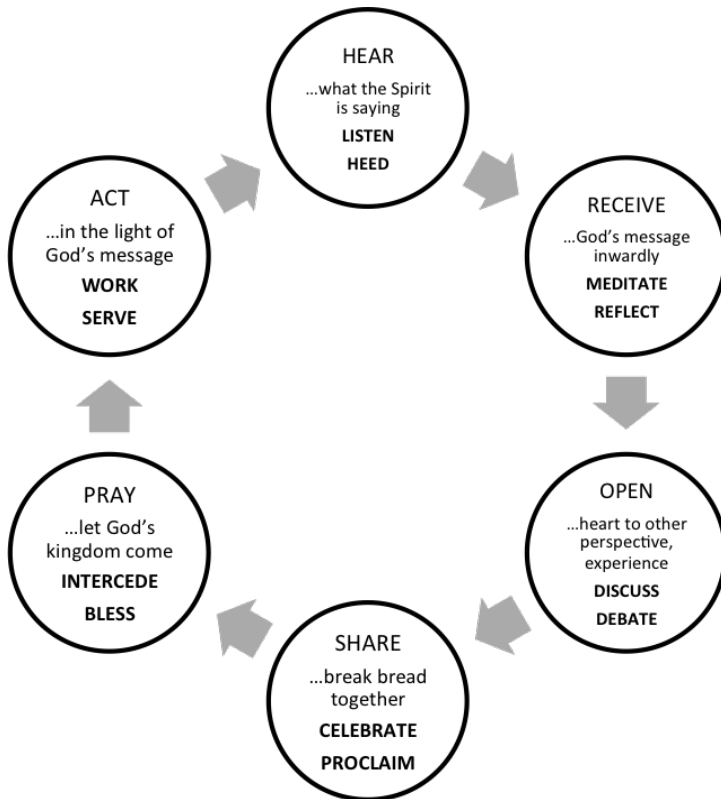 HEAR
...what the Spirit
is saying
LISTEN
HEED
RECEIVE
...God’s message
inwardly
MEDITATE
REFLECT
OPEN
...heart to other
perspective,
experience
DISCUSS
DEBATE
SHARE
...break bread
together
CELEBRATE
PROCLAIM
PRAY
...let God’s
kingdom come
INTERCEDE
BLESS
ACT
...in the light of
God’s message
WORK
SERVE